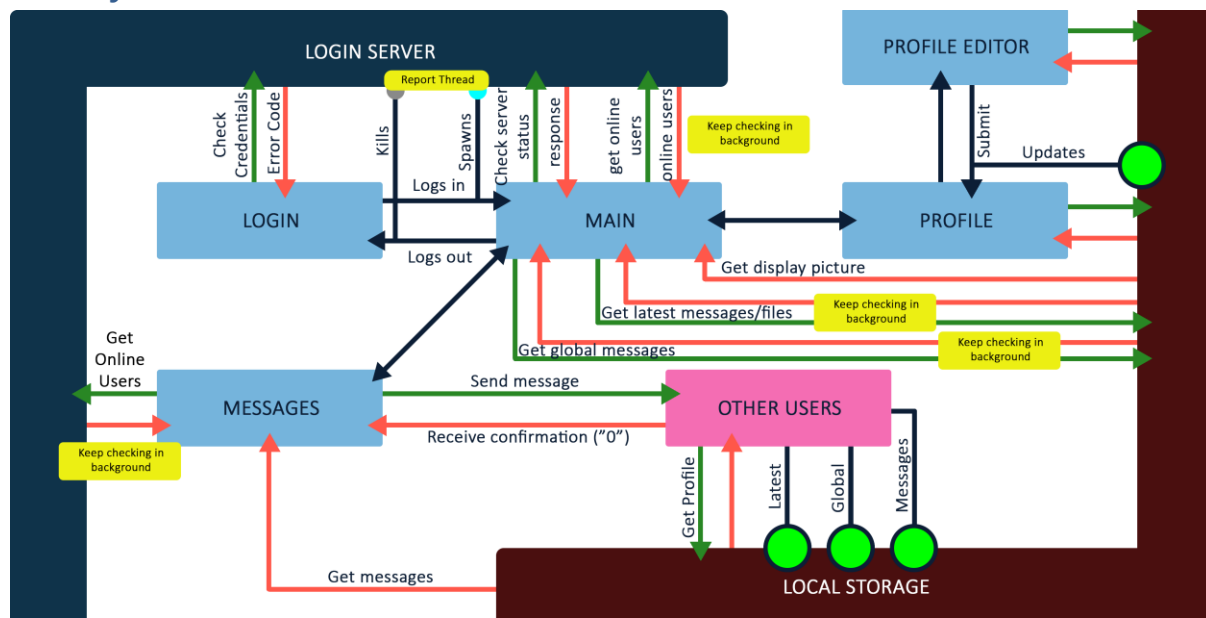 LOGIN SERVER
PROFILE EDITOR
Report Thread
Check
Credentials
Error Code
Kills
Spawns
Check server
status
response
get online
users
online users
Keep checking in
background
Submit
Updates
Logs in
LOGIN
MAIN
PROFILE
Logs out
Get display picture
Get latest messages/files
Keep checking in
background
Get global messages
Keep checking in
background
Get
Online
Users
Send message
MESSAGES
OTHER USERS
Receive confirmation (”0”)
Keep checking in
background
Get Profile
Latest
Global
Messages
Get messages
LOCAL STORAGE